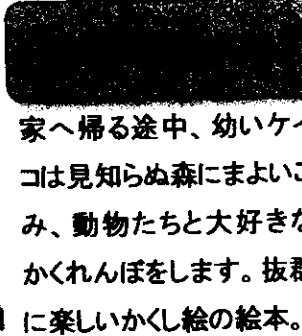 家へ帰る途中、幼いケイ
コは見知らぬ森にまよいこ
み、動物たちと大好きな
かくれんぼをします。抜群
に楽しいかくし絵の絵本。